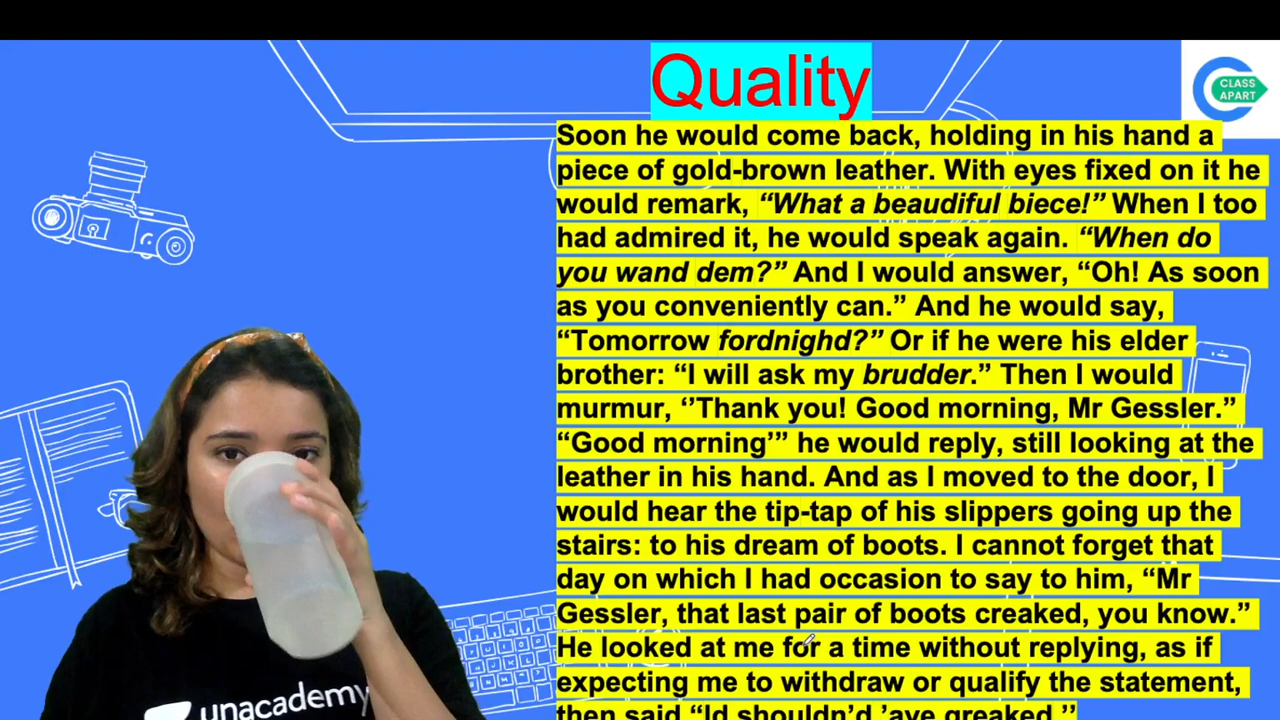 Quality
CLASS
APART
Soon he would come back, holding in his hand a
piece of gold-brown leather. With eyes fixed on it he
would remark, “What a beaudiful biece!” When I too
had admired it, he would speak again. “When do
you wand dem?” And I would answer, “Oh! As soon
as you conveniently can.” And he would say,
“Tomorrow fordnighd?” Or if he were his elder
brother: “I will ask my brudder.” Then I would
murmur, ‘’Thank you! Good morning, Mr Gessler.”
“Good morning’” he would reply, still looking at the
leather in his hand. And as I moved to the door, I
would hear the tip-tap of his slippers going up the
stairs: to his dream of boots. I cannot forget that
day on which I had occasion to say to him, “Mr
Gessler, that last pair of boots creaked, you know.”
He looked at me for a time without replying, as if
expecting me to withdraw or qualify the statement,
then said “Id shouldn’d ’ave greaked.’’
unacademy